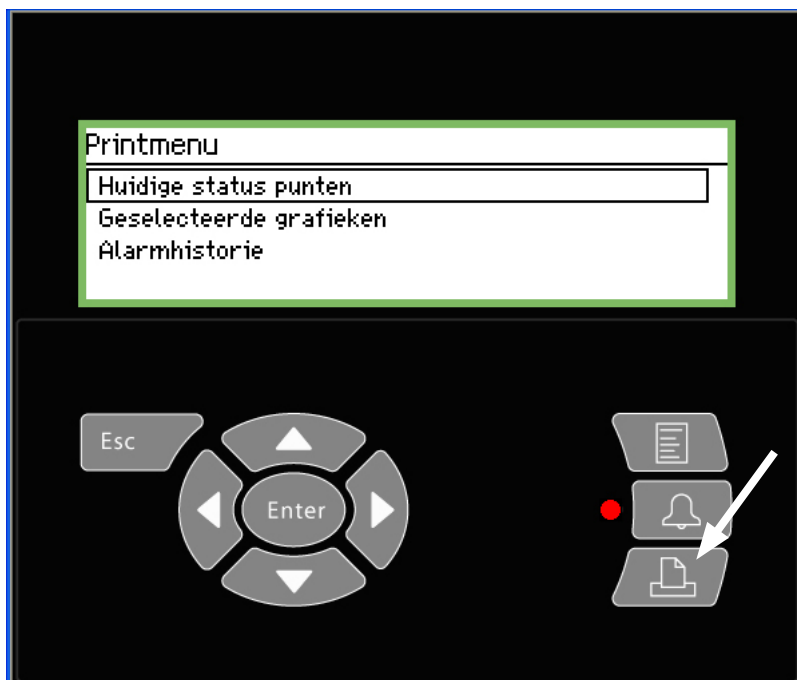 Printmenu
Huidige status punten
Geselecteerde grafieken
Alarmhistorie
Esc
Enter